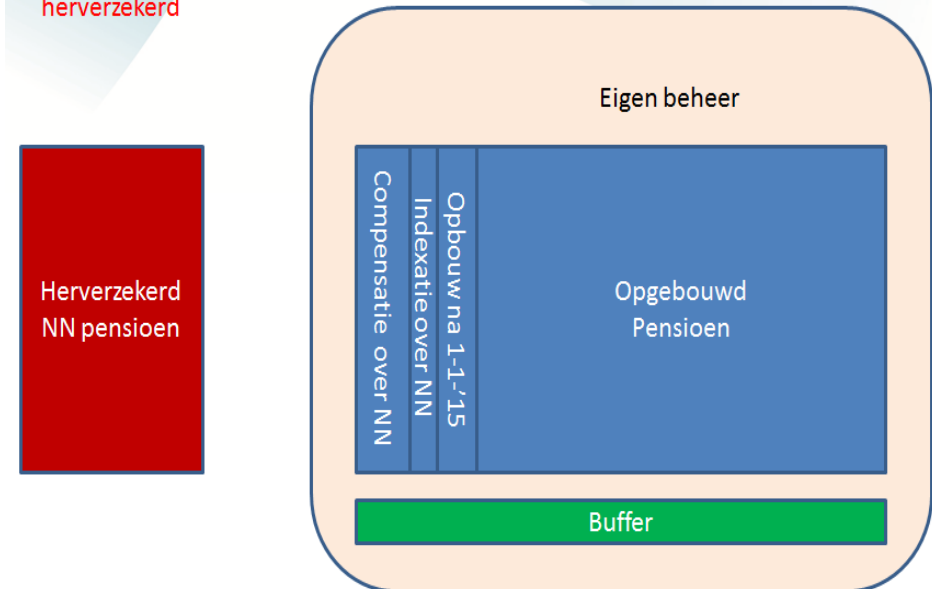 herverzekerd
Eigen beheer
Herverzekerd
NN pensioen
Compensatie over NN
Indexatie over NN
Opbouw na 1-1-'15
Opgebouwd
Pensioen
Buffer